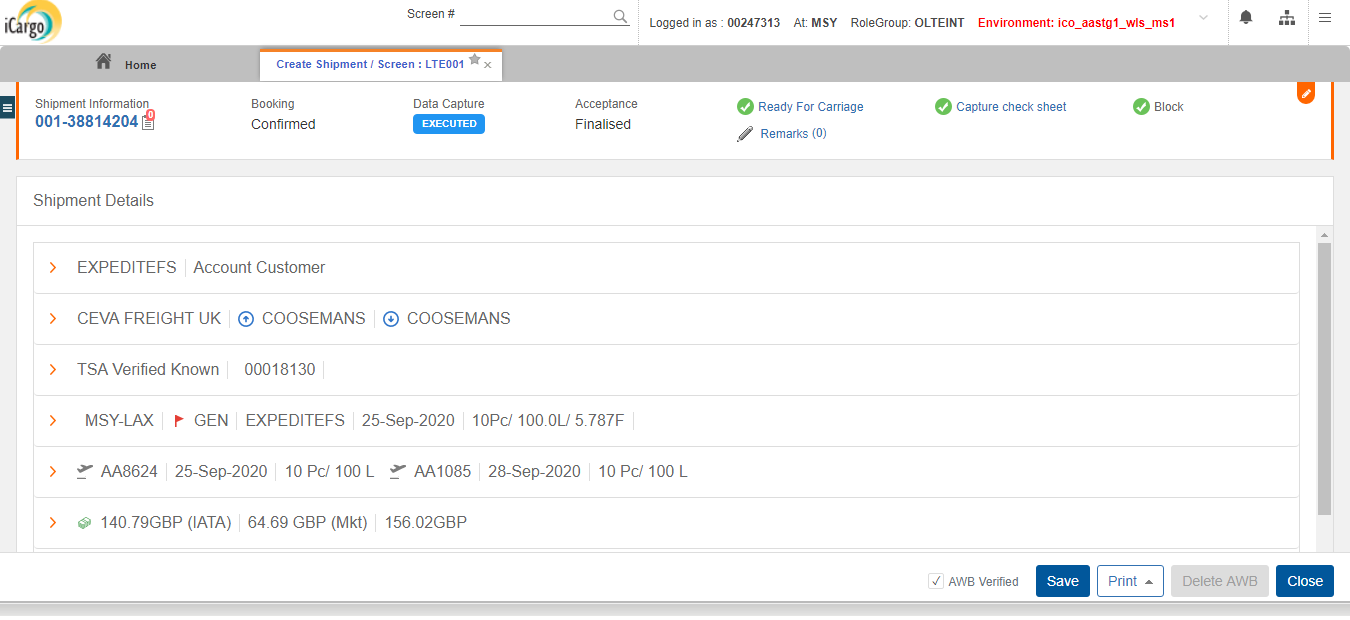 iCargo
Screen #
Logged in as : 00247313 At: MSY RoleGroup: OLTEINT Environment: ico_aastg1_wls_ms1
Home
Create Shipment / Screen : LTE001
Shipment Information Booking Data Capture Acceptance Ready For Carriage Capture check sheet Block
001-38814204 0 Confirmed EXECUTED Finalised Remarks (0)
Shipment Details
EXPEDITEFS Account Customer
CEVA FREIGHT UK COOSEMANS COOSEMANS
TSA Verified Known 00018130
MSY-LAX GEN EXPEDITEFS 25-Sep-2020 10Pc/ 100.0L/ 5.787F
AA8624 25-Sep-2020 10 Pc/ 100 L AA1085 28-Sep-2020 10 Pc/ 100 L
140.79GBP (IATA) 64.69 GBP (Mkt) 156.02GBP
AWB Verified Save Print Delete AWB Close